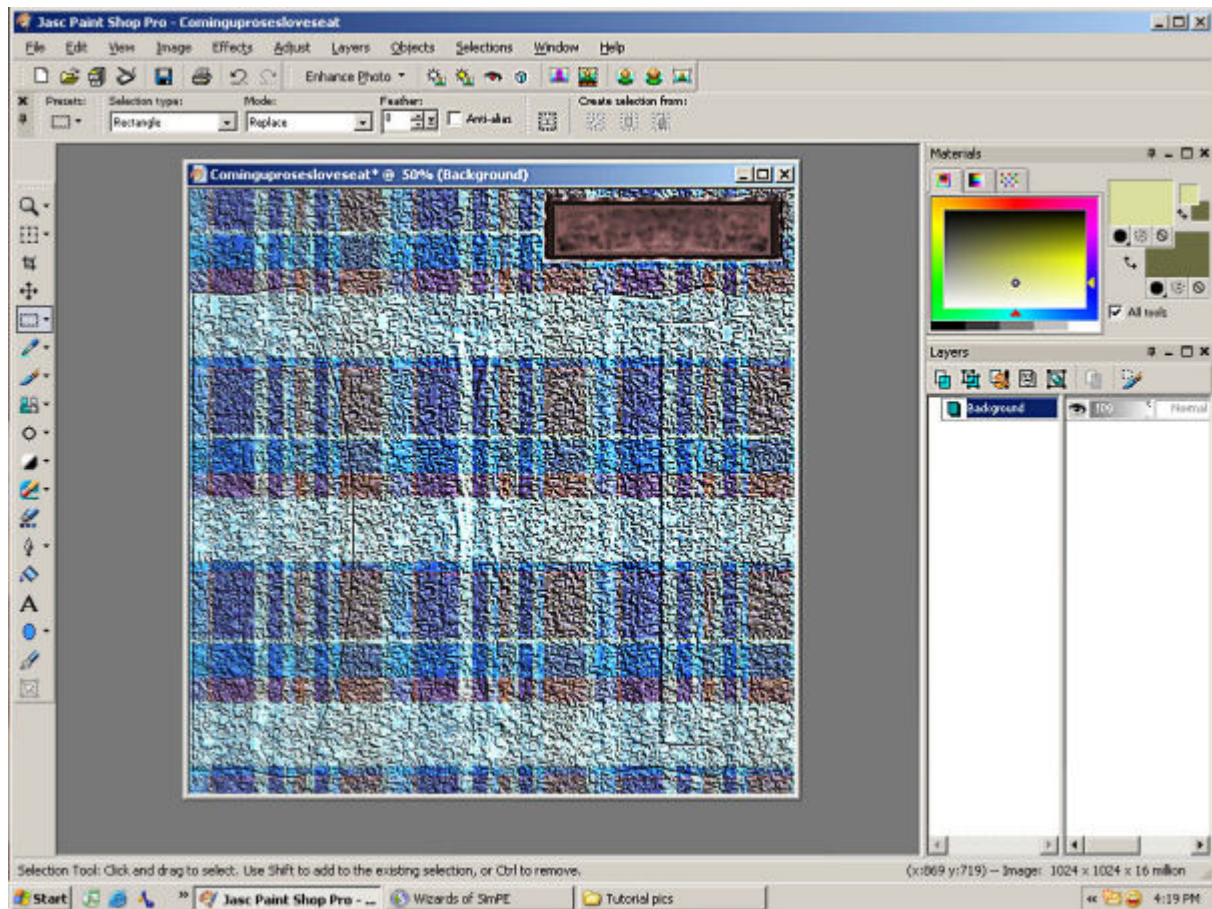 Jasc Paint Shop Pro - Cominguprosesloveseat
File Edit View Image Effects Adjust Layers Objects Selections Window Help
Enhance Photo
Presets: Selection type: Mode: Feather: Create selection from:
Rectangle Replace 0 Anti-alias
Cominguprosesloveseat* @ 50% (Background)
Materials
All tools
Layers
Background 100 Normal
Selection Tool: Click and drag to select. Use Shift to add to the existing selection, or Ctrl to remove.
(x:869 y:719) -- Image: 1024 x 1024 x 16 million
Start » Jasc Paint Shop Pro - ... Wizards of SimPE Tutorial pics « 4:19 PM